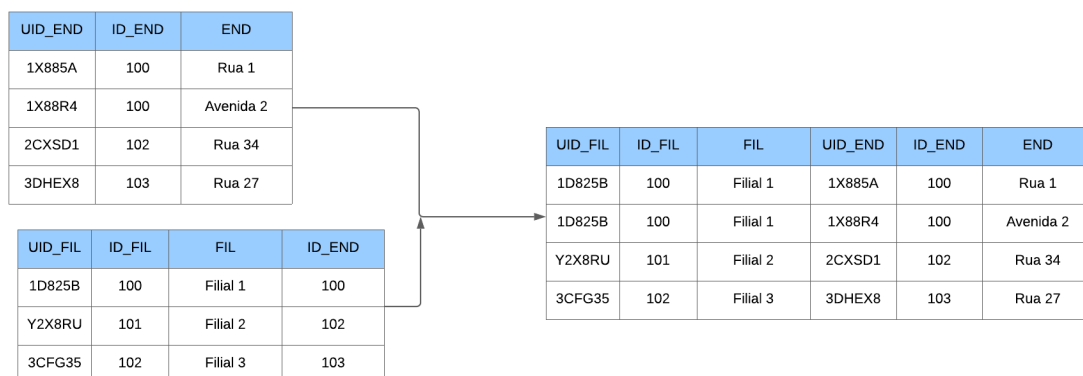 UID_END ID_END END
1X885A 100 Rua 1
1X88R4 100 Avenida 2
2CXSD1 102 Rua 34
3DHEX8 103 Rua 27
UID_FIL ID_FIL FIL ID_END
1D825B 100 Filial 1 100
Y2X8RU 101 Filial 2 102
3CFG35 102 Filial 3 103
UID_FIL ID_FIL FIL UID_END ID_END END
1D825B 100 Filial 1 1X885A 100 Rua 1
1D825B 100 Filial 1 1X88R4 100 Avenida 2
Y2X8RU 101 Filial 2 2CXSD1 102 Rua 34
3CFG35 102 Filial 3 3DHEX8 103 Rua 27